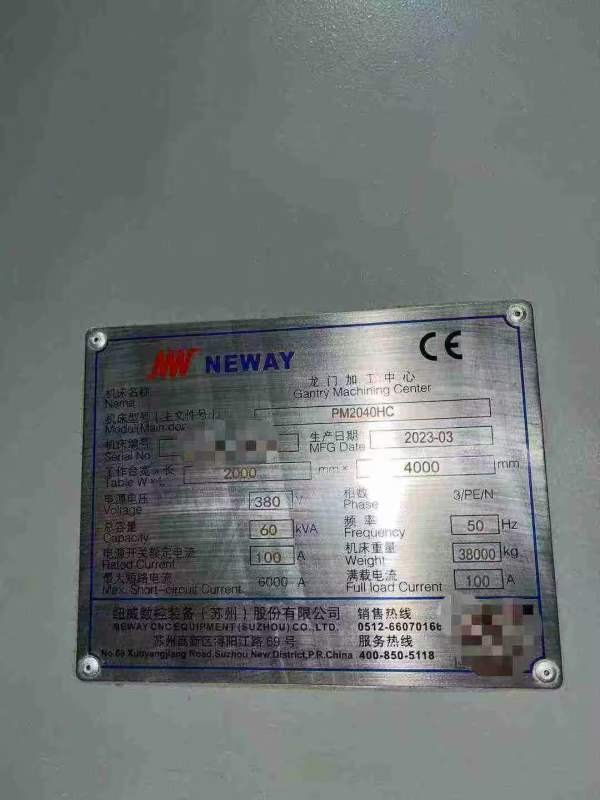 NW NEWAY CE
机床名称 龙门加工中心
Name Gantry Machining Center
机床型号(主文件号)
Model(Main.doc PM2040HC
机床编号 生产日期
Serial No MFG Date 2023-03
工作台宽×长
Table W×L 2000 mm× 4000 mm
电源电压 380 V 相数
Voltage Phase 3/PE/N
总容量 60 kVA 频率
Capacity Frequency 50 Hz
电源开关额定电流 100 A 机床重量
Rated Current Weight 38000 kg
最大短路电流 6000 A 满载电流
Max. Short-circuit Current Full load Current 100 A
纽威数控装备(苏州)股份有限公司 销售热线
NEWAY CNC EQUIPMENT (SUZHOU) CO.,LTD. 0512-6607016
苏州高新区浔阳江路69号 服务热线
No.69 Xunyangjiang Road,Suzhou New District,P.R.China 400-850-5118